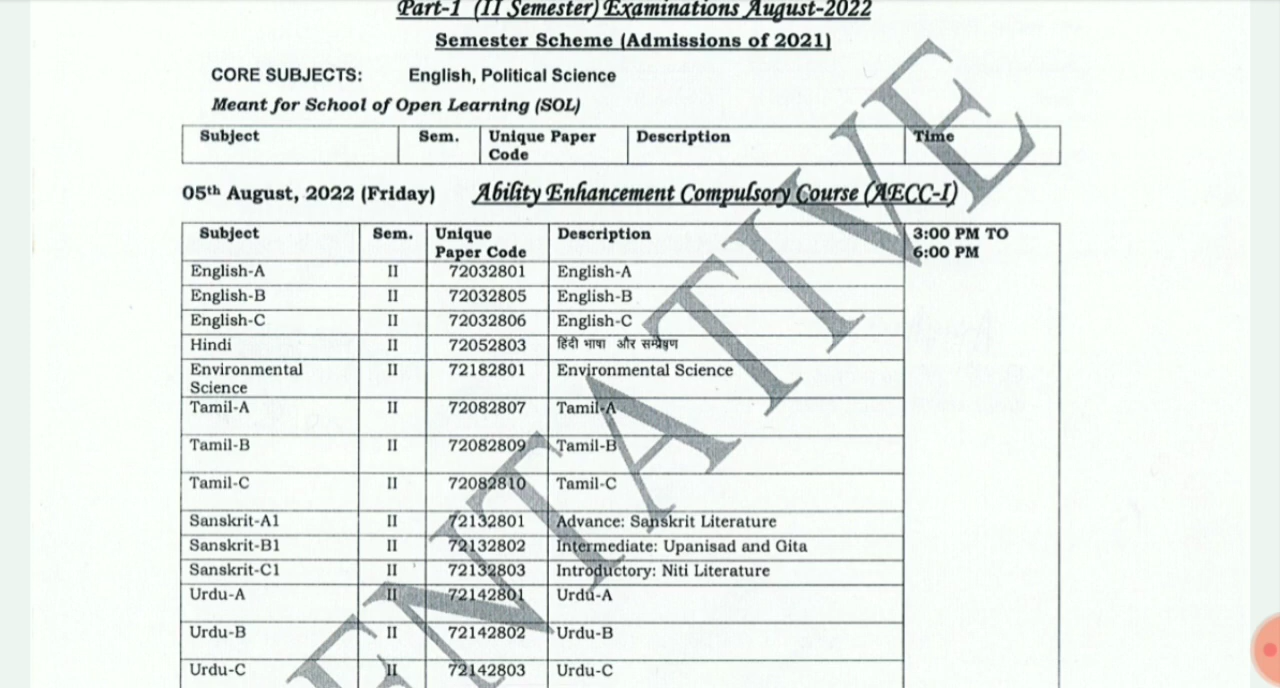 Part-1 (II Semester) Examinations August-2022
Semester Scheme (Admissions of 2021)
CORE SUBJECTS: English, Political Science
Meant for School of Open Learning (SOL)
Subject Sem. Unique Paper Code Description Time
05th August, 2022 (Friday) Ability Enhancement Compulsory Course (AECC-I)
Subject Sem. Unique Paper Code Description 3:00 PM TO 6:00 PM
English-A II 72032801 English-A
English-B II 72032805 English-B
English-C II 72032806 English-C
Hindi II 72052803 हिंदी भाषा और सम्प्रेषण
Environmental Science II 72182801 Environmental Science
Tamil-A II 72082807 Tamil-A
Tamil-B II 72082809 Tamil-B
Tamil-C II 72082810 Tamil-C
Sanskrit-A1 II 72132801 Advance: Sanskrit Literature
Sanskrit-B1 II 72132802 Intermediate: Upanisad and Gita
Sanskrit-C1 II 72132803 Introductory: Niti Literature
Urdu-A II 72142801 Urdu-A
Urdu-B II 72142802 Urdu-B
Urdu-C II 72142803 Urdu-C
ENTATIVE